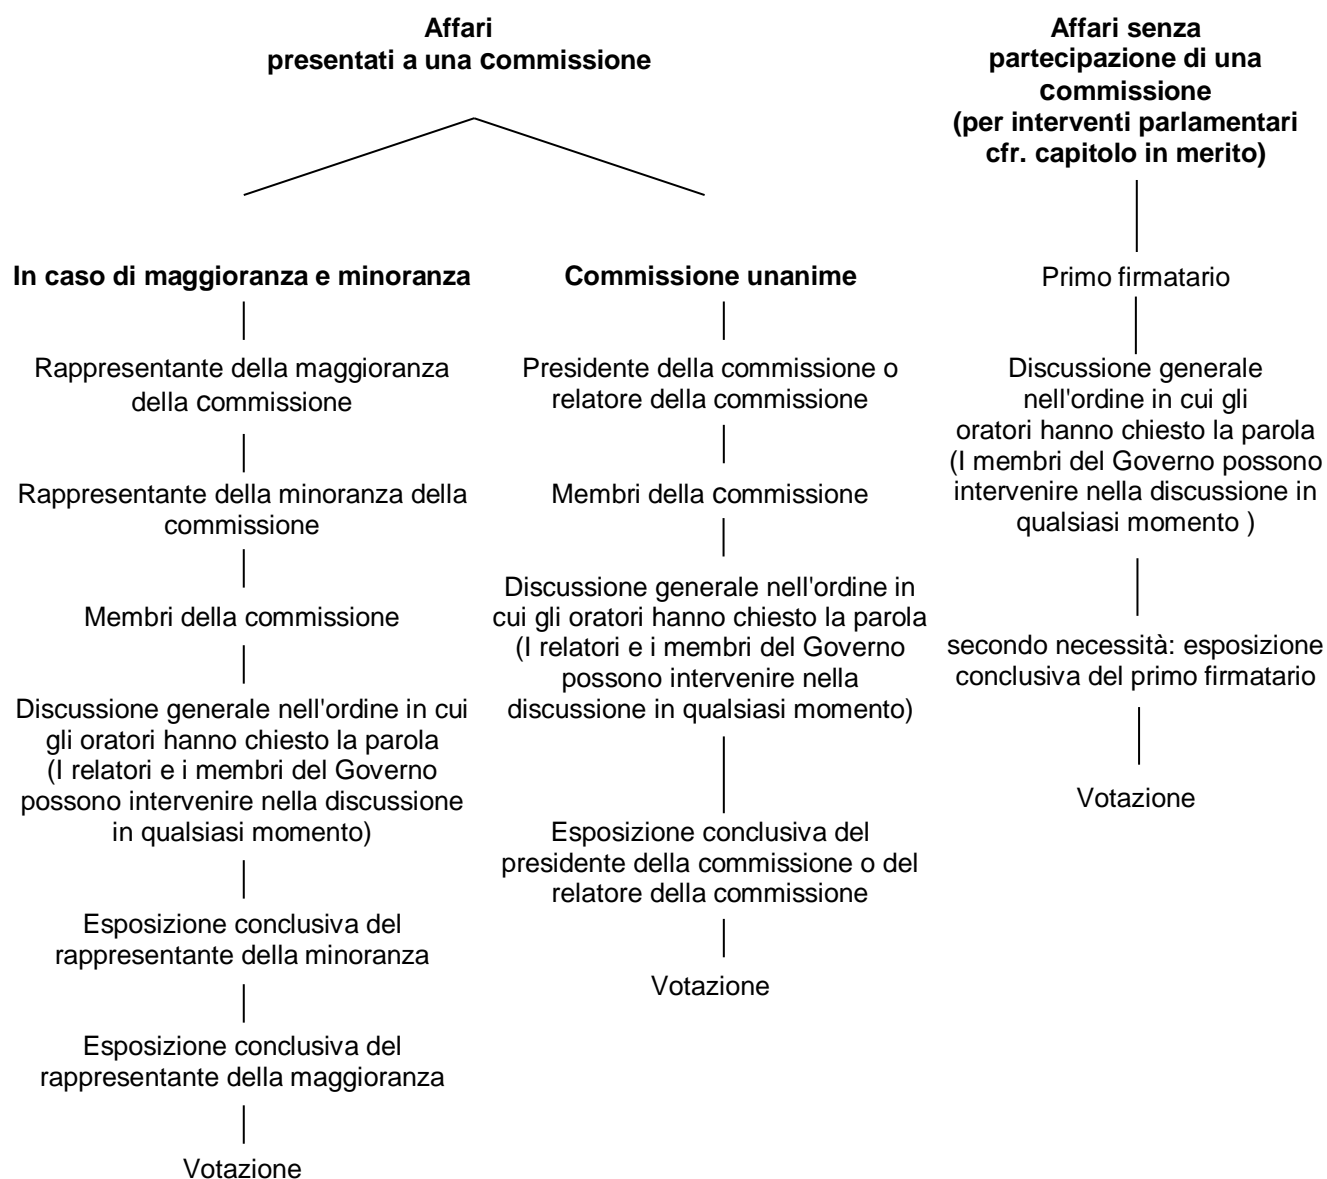 Affari
presentati a una commissione
In caso di maggioranza e minoranza
Rappresentante della maggioranza
della commissione
Rappresentante della minoranza della
commissione
Membri della commissione
Discussione generale nell'ordine in cui
gli oratori hanno chiesto la parola
(I relatori e i membri del Governo
possono intervenire nella discussione
in qualsiasi momento)
Esposizione conclusiva del
rappresentante della minoranza
Esposizione conclusiva del
rappresentante della maggioranza
Votazione
Commissione unanime
Presidente della commissione o
relatore della commissione
Membri della commissione
Discussione generale nell'ordine in
cui gli oratori hanno chiesto la parola
(I relatori e i membri del Governo
possono intervenire nella
discussione in qualsiasi momento)
Esposizione conclusiva del
presidente della commissione o del
relatore della commissione
Votazione
Affari senza
partecipazione di una
commissione
(per interventi parlamentari
cfr. capitolo in merito)
Primo firmatario
Discussione generale
nell'ordine in cui gli
oratori hanno chiesto la parola
(I membri del Governo possono
intervenire nella discussione in
qualsiasi momento )
secondo necessità: esposizione
conclusiva del primo firmatario
Votazione